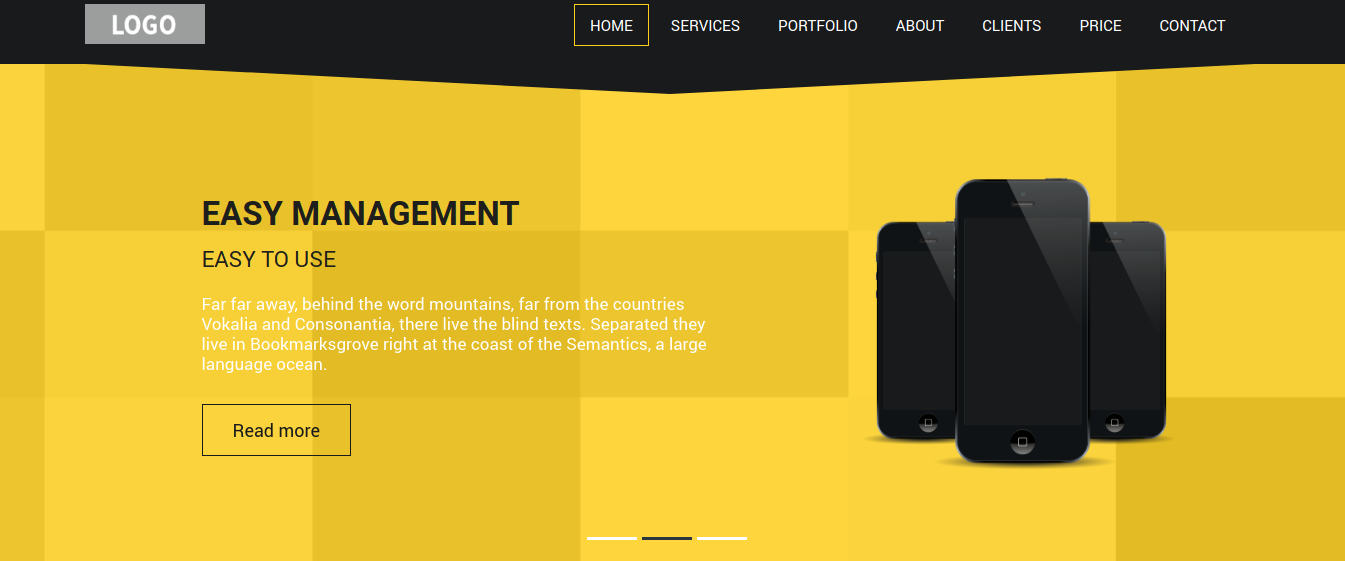 LOGO
HOME SERVICES PORTFOLIO ABOUT CLIENTS PRICE CONTACT
EASY MANAGEMENT
EASY TO USE
Far far away, behind the word mountains, far from the countries
Vokalia and Consonantia, there live the blind texts. Separated they
live in Bookmarksgrove right at the coast of the Semantics, a large
language ocean.
Read more